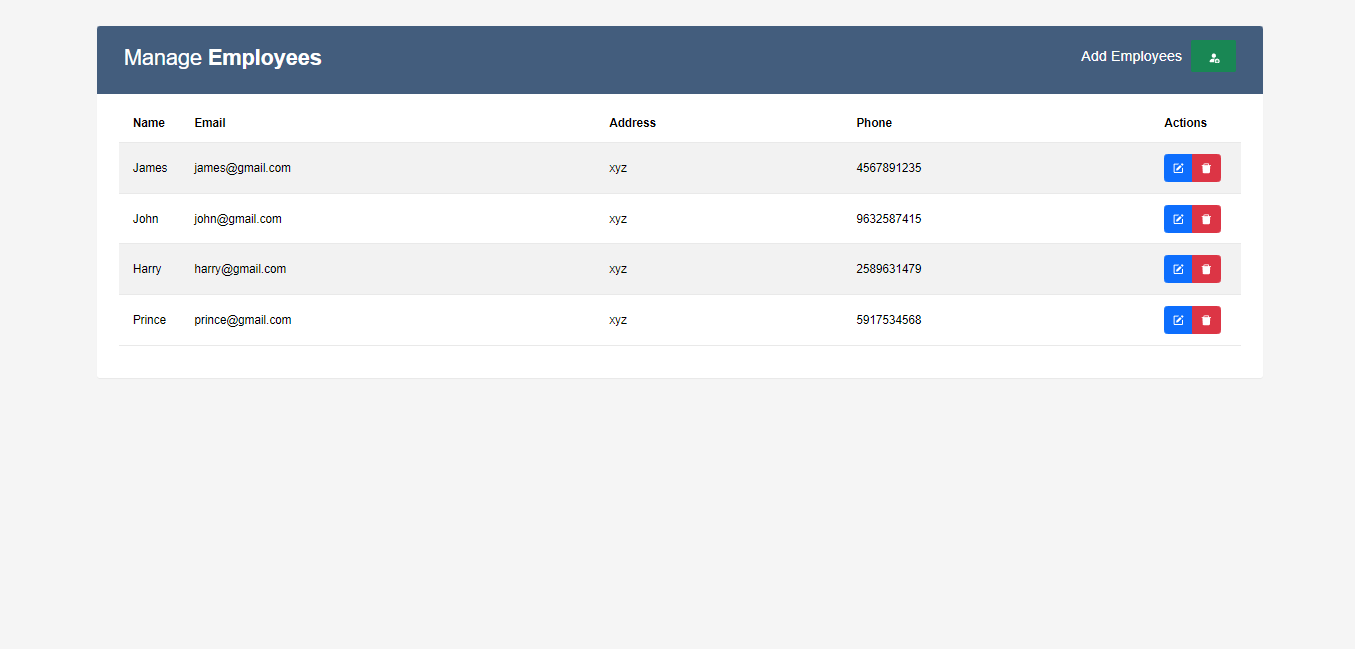 Manage Employees
Add Employees
Name Email Address Phone Actions
James james@gmail.com xyz 4567891235
John john@gmail.com xyz 9632587415
Harry harry@gmail.com xyz 2589631479
Prince prince@gmail.com xyz 5917534568